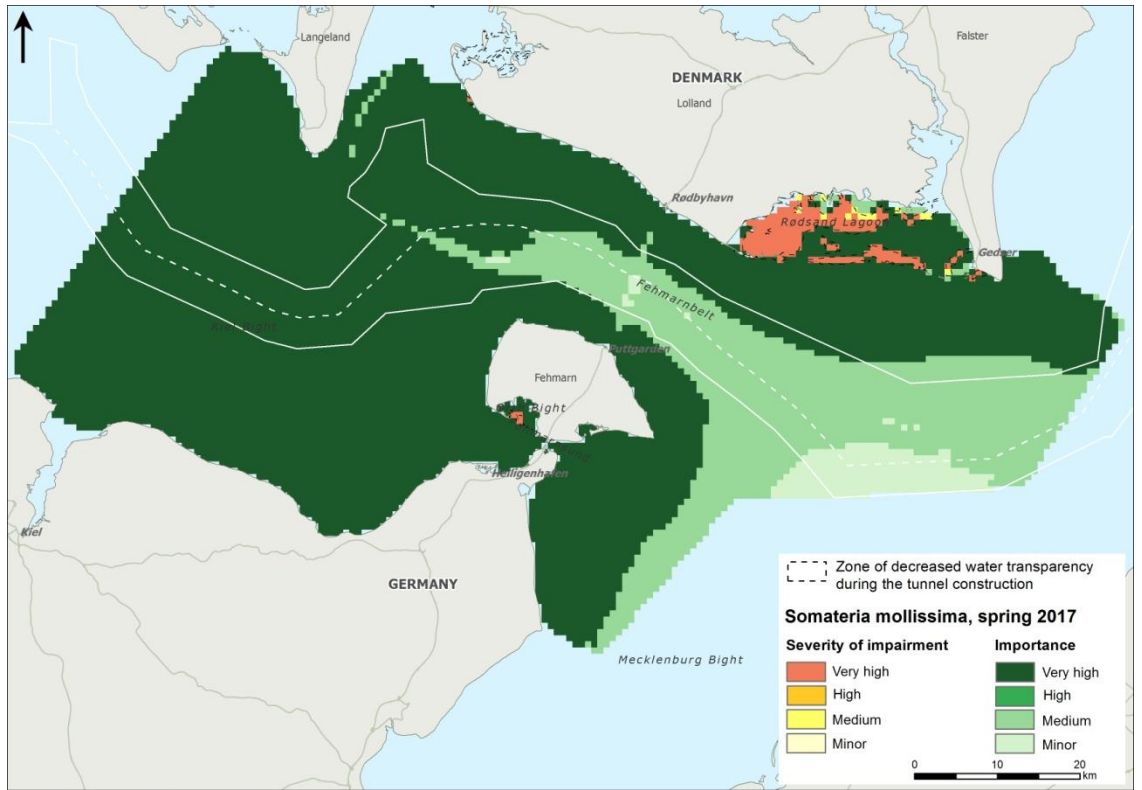 Langeland
Falster
DENMARK
Lolland
Rødbyhavn
Rødsand Lagoon
Gedser
Fehmarnbelt
Kiel Bight
Puttgarden
Fehmarn
Bight
Heiligenhafen
Kiel
GERMANY
Mecklenburg Bight
Zone of decreased water transparency
during the tunnel construction
Somateria mollissima, spring 2017
Severity of impairment Importance
Very high Very high
High High
Medium Medium
Minor Minor
0 10 20
km